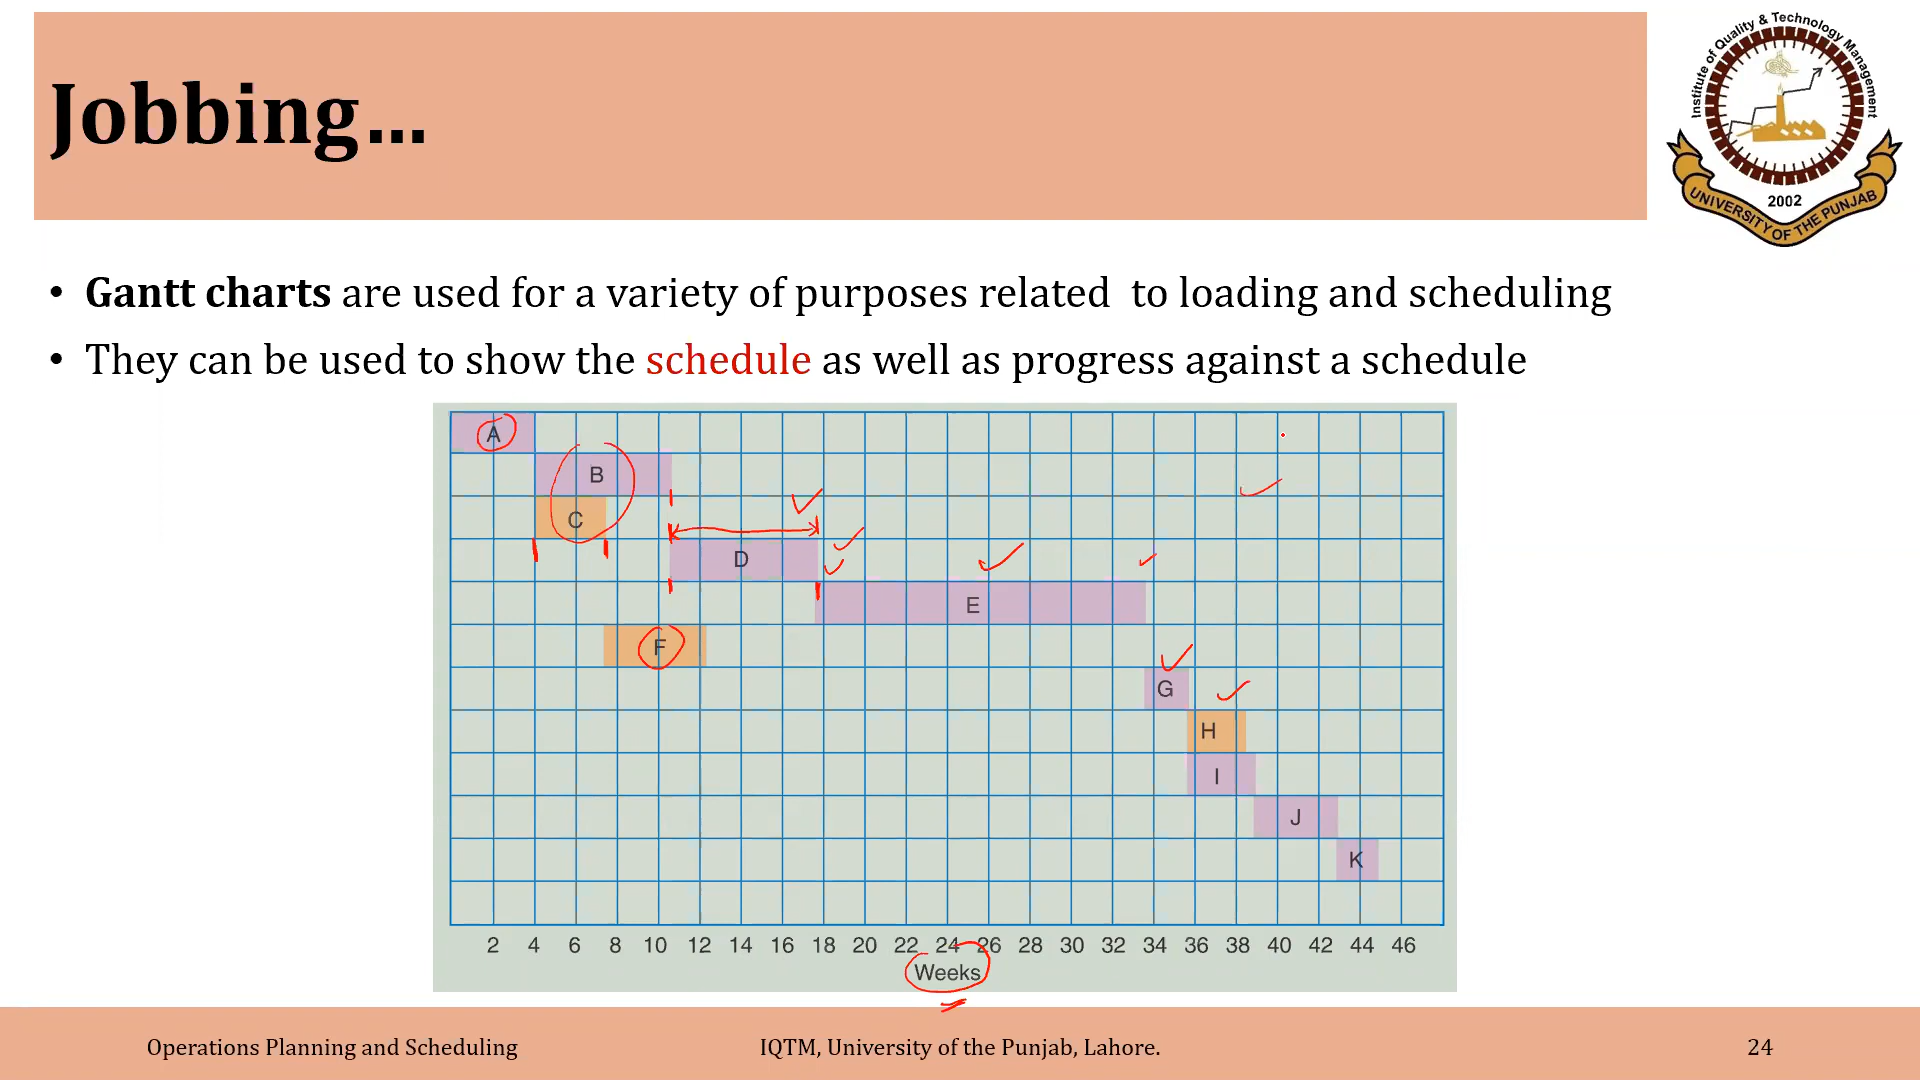 Jobbing...
Institute of Quality & Technology Management
2002
UNIVERSITY OF THE PUNJAB
• Gantt charts are used for a variety of purposes related to loading and scheduling
• They can be used to show the schedule as well as progress against a schedule
A
B
C
D
E
F
G
H
I
J
K
2 4 6 8 10 12 14 16 18 20 22 24 26 28 30 32 34 36 38 40 42 44 46
Weeks
Operations Planning and Scheduling
IQTM, University of the Punjab, Lahore.
24